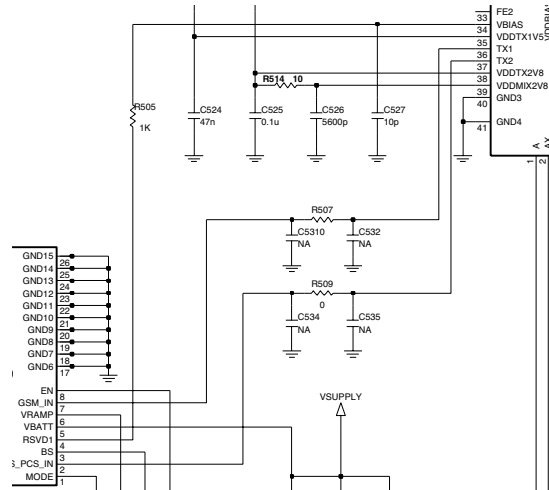 FE2
33
VBIAS
34
VDDTX1V5
35
TX1
36
TX2
37
VDDTX2V8
38
VDDMIX2V8
39
GND3
40
GND4
41
A
1
2
R514 10
R505
1K
C524
47n
C525
0.1u
C526
5600p
C527
10p
R507
C5310
NA
C532
NA
R509
0
C534
NA
C535
NA
GND15
26
GND14
25
GND13
24
GND12
23
GND11
22
GND10
21
GND9
20
GND8
19
GND7
18
GND6
17
EN
8
GSM_IN
7
VRAMP
6
VBATT
5
RSVD1
4
BS
3
S_PCS_IN
2
MODE
1
VSUPPLY